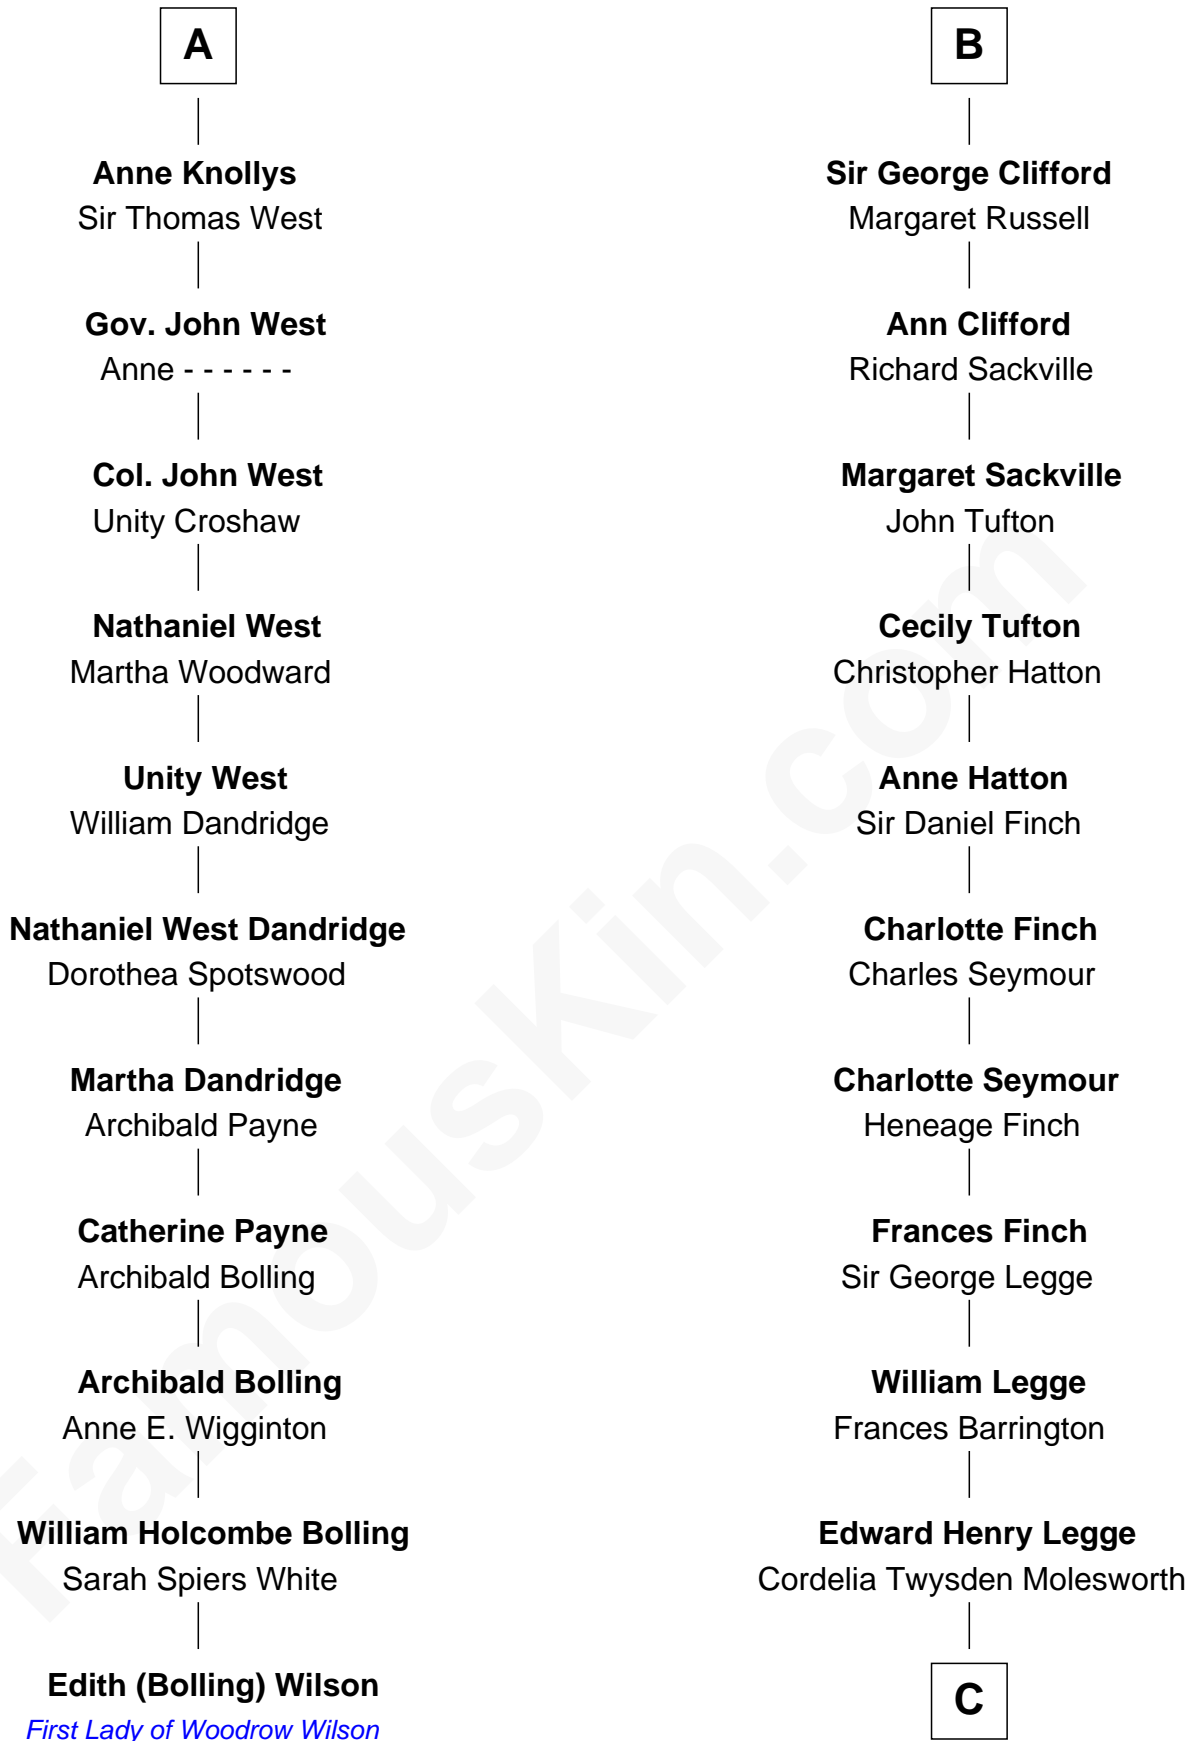 A
Anne Knollys
Sir Thomas West
Gov. John West
Anne - - - - - -
Col. John West
Unity Croshaw
Nathaniel West
Martha Woodward
Unity West
William Dandridge
Nathaniel West Dandridge
Dorothea Spotswood
Martha Dandridge
Archibald Payne
Catherine Payne
Archibald Bolling
Archibald Bolling
Anne E. Wigginton
William Holcombe Bolling
Sarah Spiers White
Edith (Bolling) Wilson
First Lady of Woodrow Wilson
B
Sir George Clifford
Margaret Russell
Ann Clifford
Richard Sackville
Margaret Sackville
John Tufton
Cecily Tufton
Christopher Hatton
Anne Hatton
Sir Daniel Finch
Charlotte Finch
Charles Seymour
Charlotte Seymour
Heneage Finch
Frances Finch
Sir George Legge
William Legge
Frances Barrington
Edward Henry Legge
Cordelia Twysden Molesworth
C
FamousKin.com